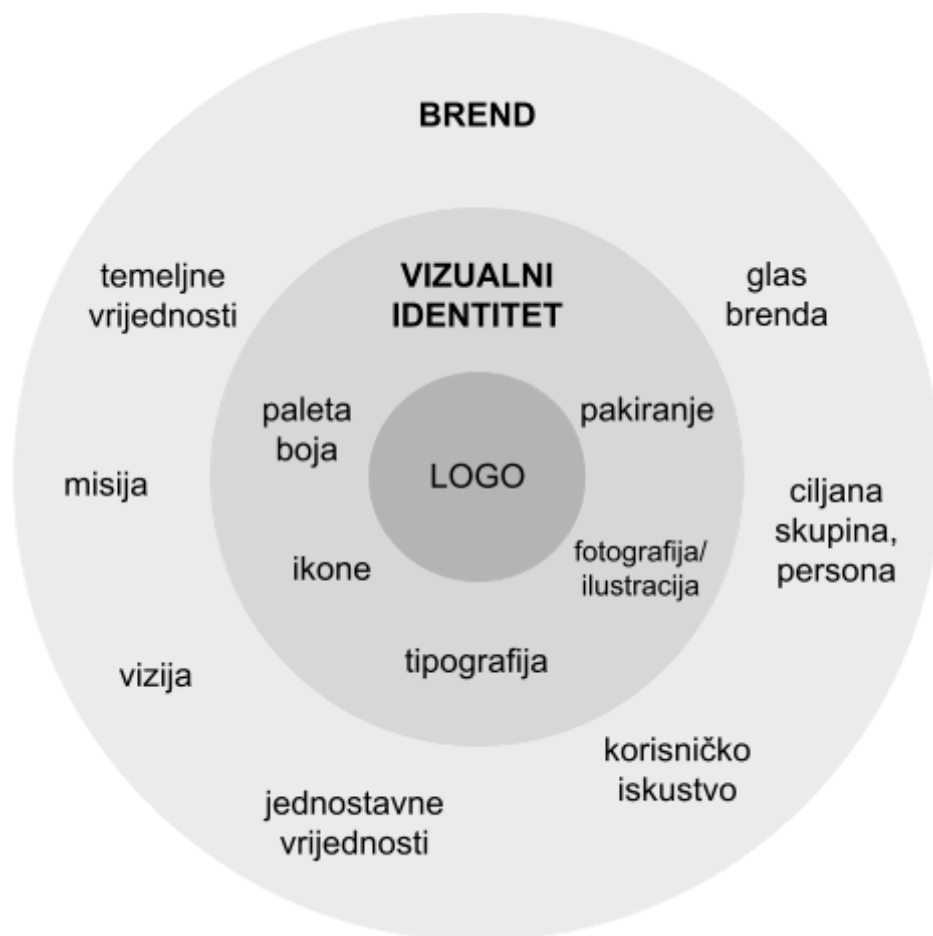 BREND
temeljne
vrijednosti
VIZUALNI
IDENTITET
glas
brenda
paleta
boja
pakiranje
misija
LOGO
ciljana
skupina,
persona
ikone
fotografija/
ilustracija
vizija
tipografija
korisničko
iskustvo
jednostavne
vrijednosti